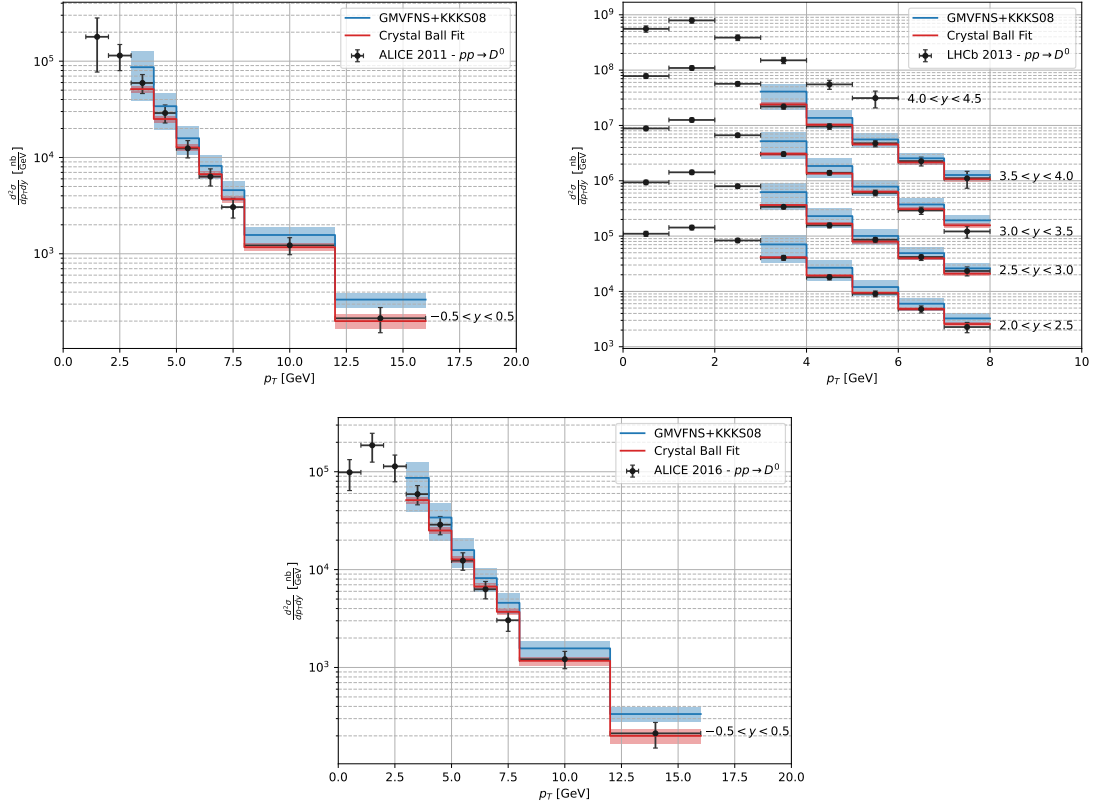 GMVFNS+KKKS08
Crystal Ball Fit
ALICE 2011 - pp→D⁰
10⁵
10⁴
10³
d²σ/dp_Tdy [nb/GeV]
−0.5 < y < 0.5
0.0 2.5 5.0 7.5 10.0 12.5 15.0 17.5 20.0
p_T [GeV]
GMVFNS+KKKS08
Crystal Ball Fit
LHCb 2013 - pp→D⁰
10⁹
10⁸
10⁷
10⁶
10⁵
10⁴
10³
d²σ/dp_Tdy [nb/GeV]
4.0 < y < 4.5
3.5 < y < 4.0
3.0 < y < 3.5
2.5 < y < 3.0
2.0 < y < 2.5
0 2 4 6 8 10
p_T [GeV]
GMVFNS+KKKS08
Crystal Ball Fit
ALICE 2016 - pp→D⁰
10⁵
10⁴
10³
d²σ/dp_Tdy [nb/GeV]
−0.5 < y < 0.5
0.0 2.5 5.0 7.5 10.0 12.5 15.0 17.5 20.0
p_T [GeV]